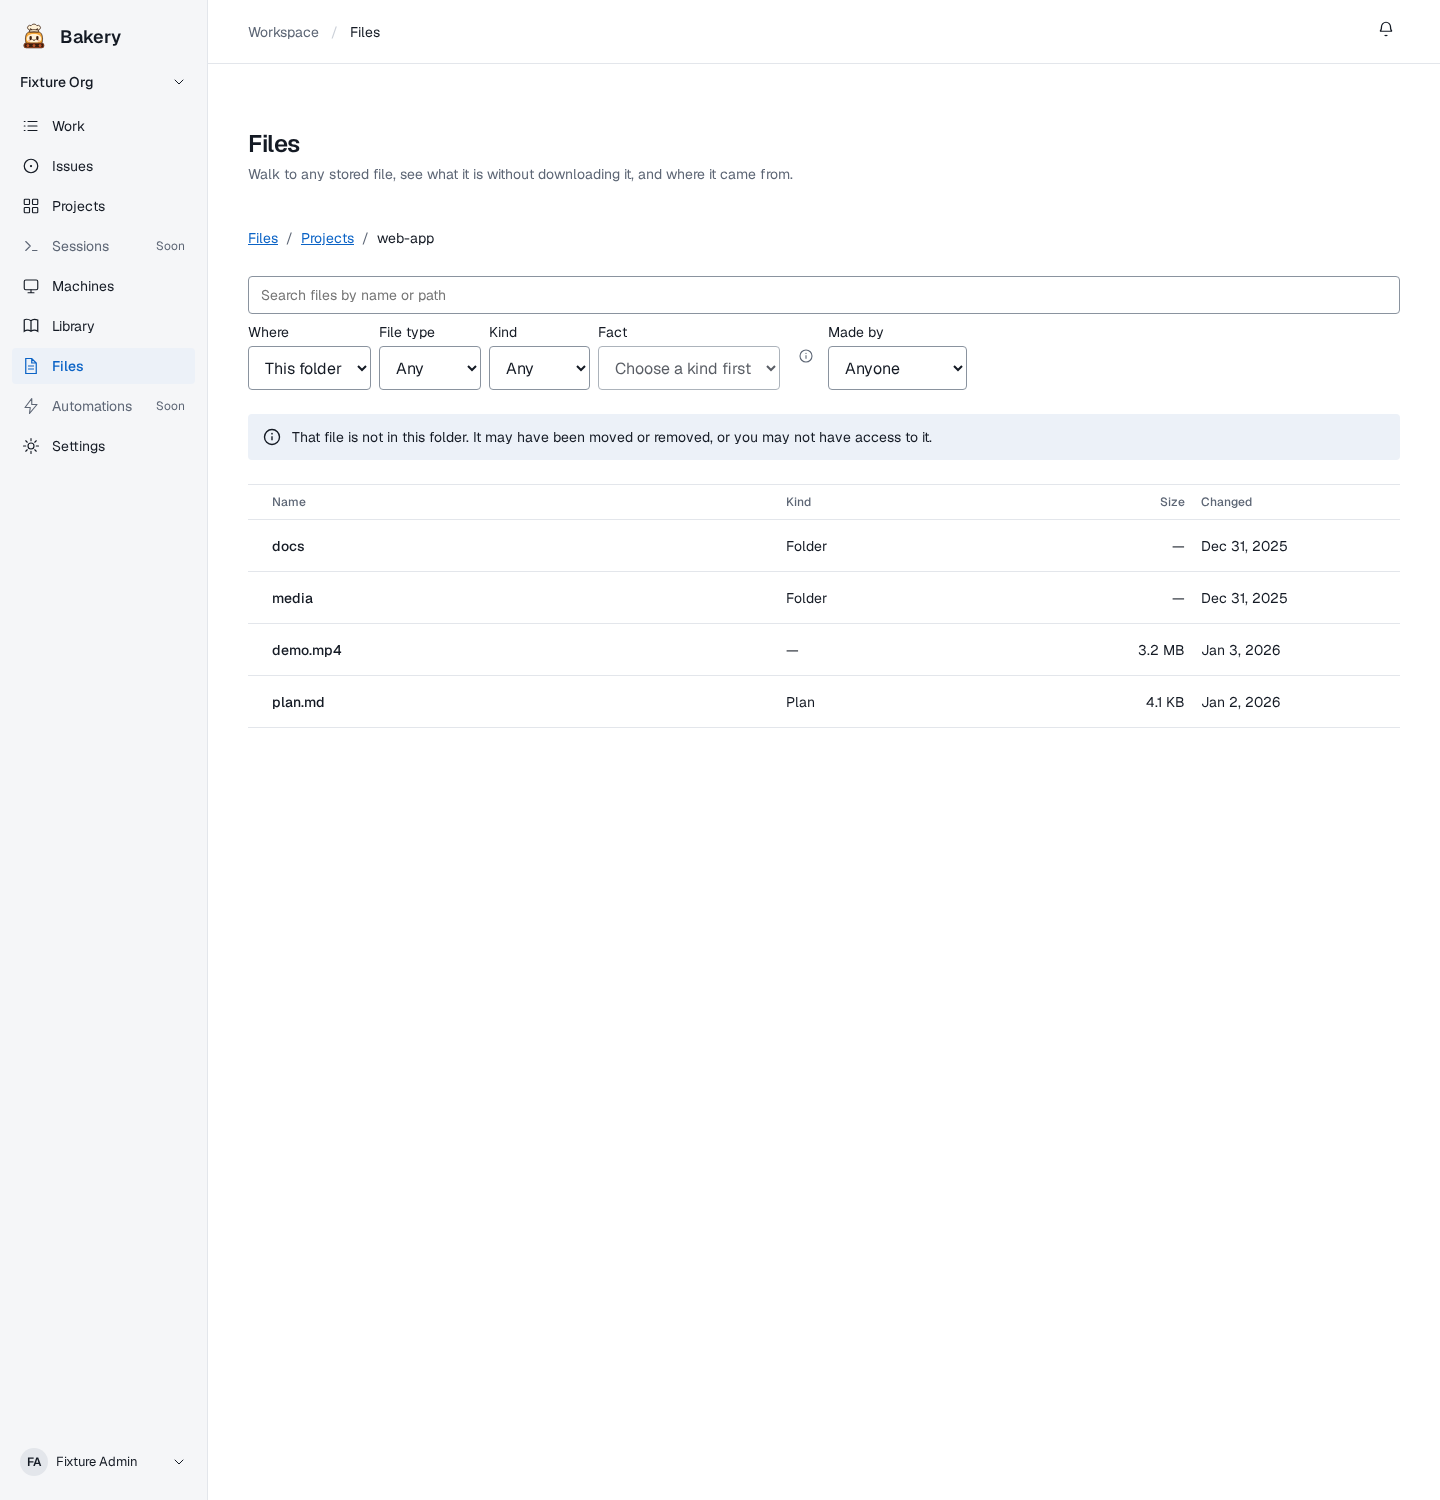 Bakery
Workspace / Files
Fixture Org
Work
Issues
Projects
Sessions Soon
Machines
Library
Files
Automations Soon
Settings
Files
Walk to any stored file, see what it is without downloading it, and where it came from.
Files / Projects / web-app
Search files by name or path
Where File type Kind Fact Made by
This folder Any Any Choose a kind first Anyone
That file is not in this folder. It may have been moved or removed, or you may not have access to it.
Name Kind Size Changed
docs Folder — Dec 31, 2025
media Folder — Dec 31, 2025
demo.mp4 — 3.2 MB Jan 3, 2026
plan.md Plan 4.1 KB Jan 2, 2026
FA Fixture Admin